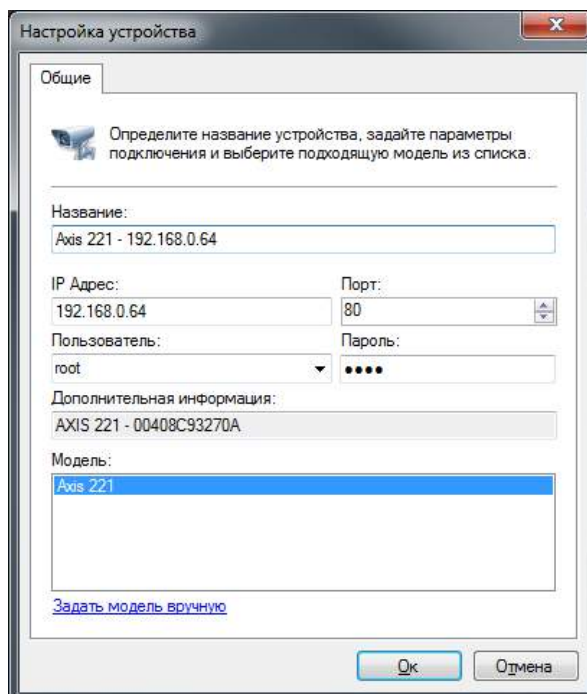 Настройка устройства
Общие
Определите название устройства, задайте параметры
подключения и выберите подходящую модель из списка.
Название:
Axis 221 - 192.168.0.64
IP Адрес:
Порт:
192.168.0.64
80
Пользователь:
Пароль:
root
••••
Дополнительная информация:
AXIS 221 - 00408C93270A
Модель:
Axis 221
Задать модель вручную
Ok
Отмена